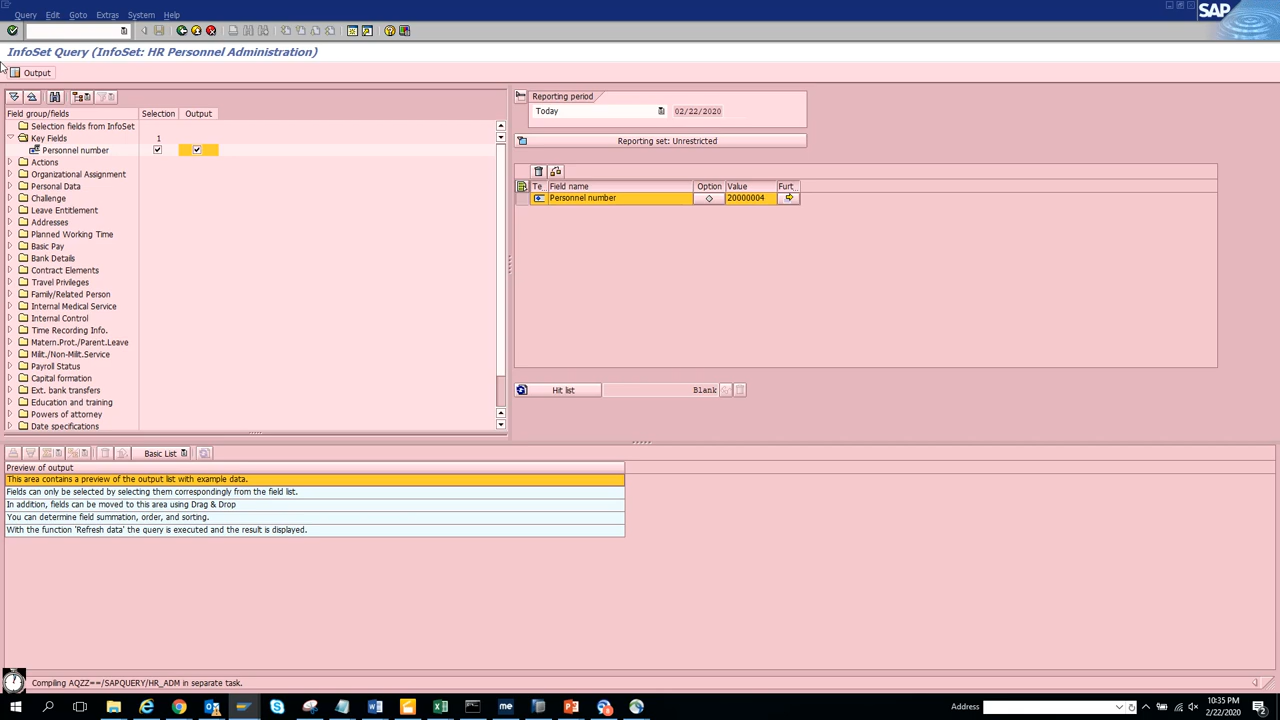 Query Edit Goto Extras System Help
SAP
InfoSet Query (InfoSet: HR Personnel Administration)
Output
Field group/fields Selection Output
Selection fields from InfoSet
Key Fields 1
Personnel number
Actions
Organizational Assignment
Personal Data
Challenge
Leave Entitlement
Addresses
Planned Working Time
Basic Pay
Bank Details
Contract Elements
Travel Privileges
Family/Related Person
Internal Medical Service
Internal Control
Time Recording Info.
Matern.Prot./Parent.Leave
Milit./Non-Milit.Service
Payroll Status
Capital formation
Ext. bank transfers
Education and training
Powers of attorney
Date specifications
Reporting period
Today 02/22/2020
Reporting set: Unrestricted
Te.. Field name Option Value Furt..
Personnel number 20000004
Hit list Blank
Basic List
Preview of output
This area contains a preview of the output list with example data.
Fields can only be selected by selecting them correspondingly from the field list.
In addition, fields can be moved to this area using Drag & Drop
You can determine field summation, order, and sorting.
With the function 'Refresh data' the query is executed and the result is displayed.
Compiling AQZZ==/SAPQUERY/HR_ADM in separate task.
me
Address
10:35 PM
2/22/2020
2